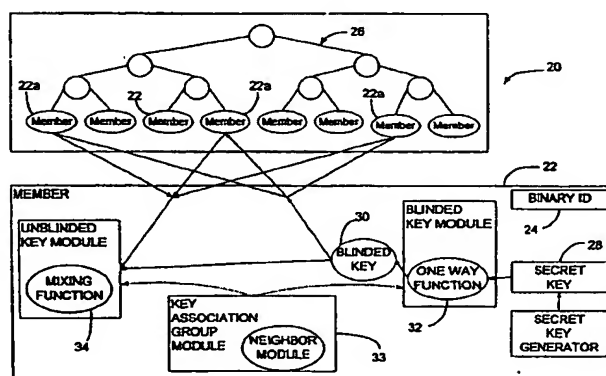 26
20
22a
22
22a
22a
Member
Member
Member
Member
Member
Member
Member
Member
22
MEMBER
BINARY ID
24
UNBLINDED
KEY MODULE
MIXING
FUNCTION
34
30
BLINDED
KEY
BLINDED
KEY MODULE
ONE WAY
FUNCTION
32
28
SECRET
KEY
SECRET
KEY
GENERATOR
KEY
ASSOCIATION
GROUP
MODULE
NEIGHBOR
MODULE
33